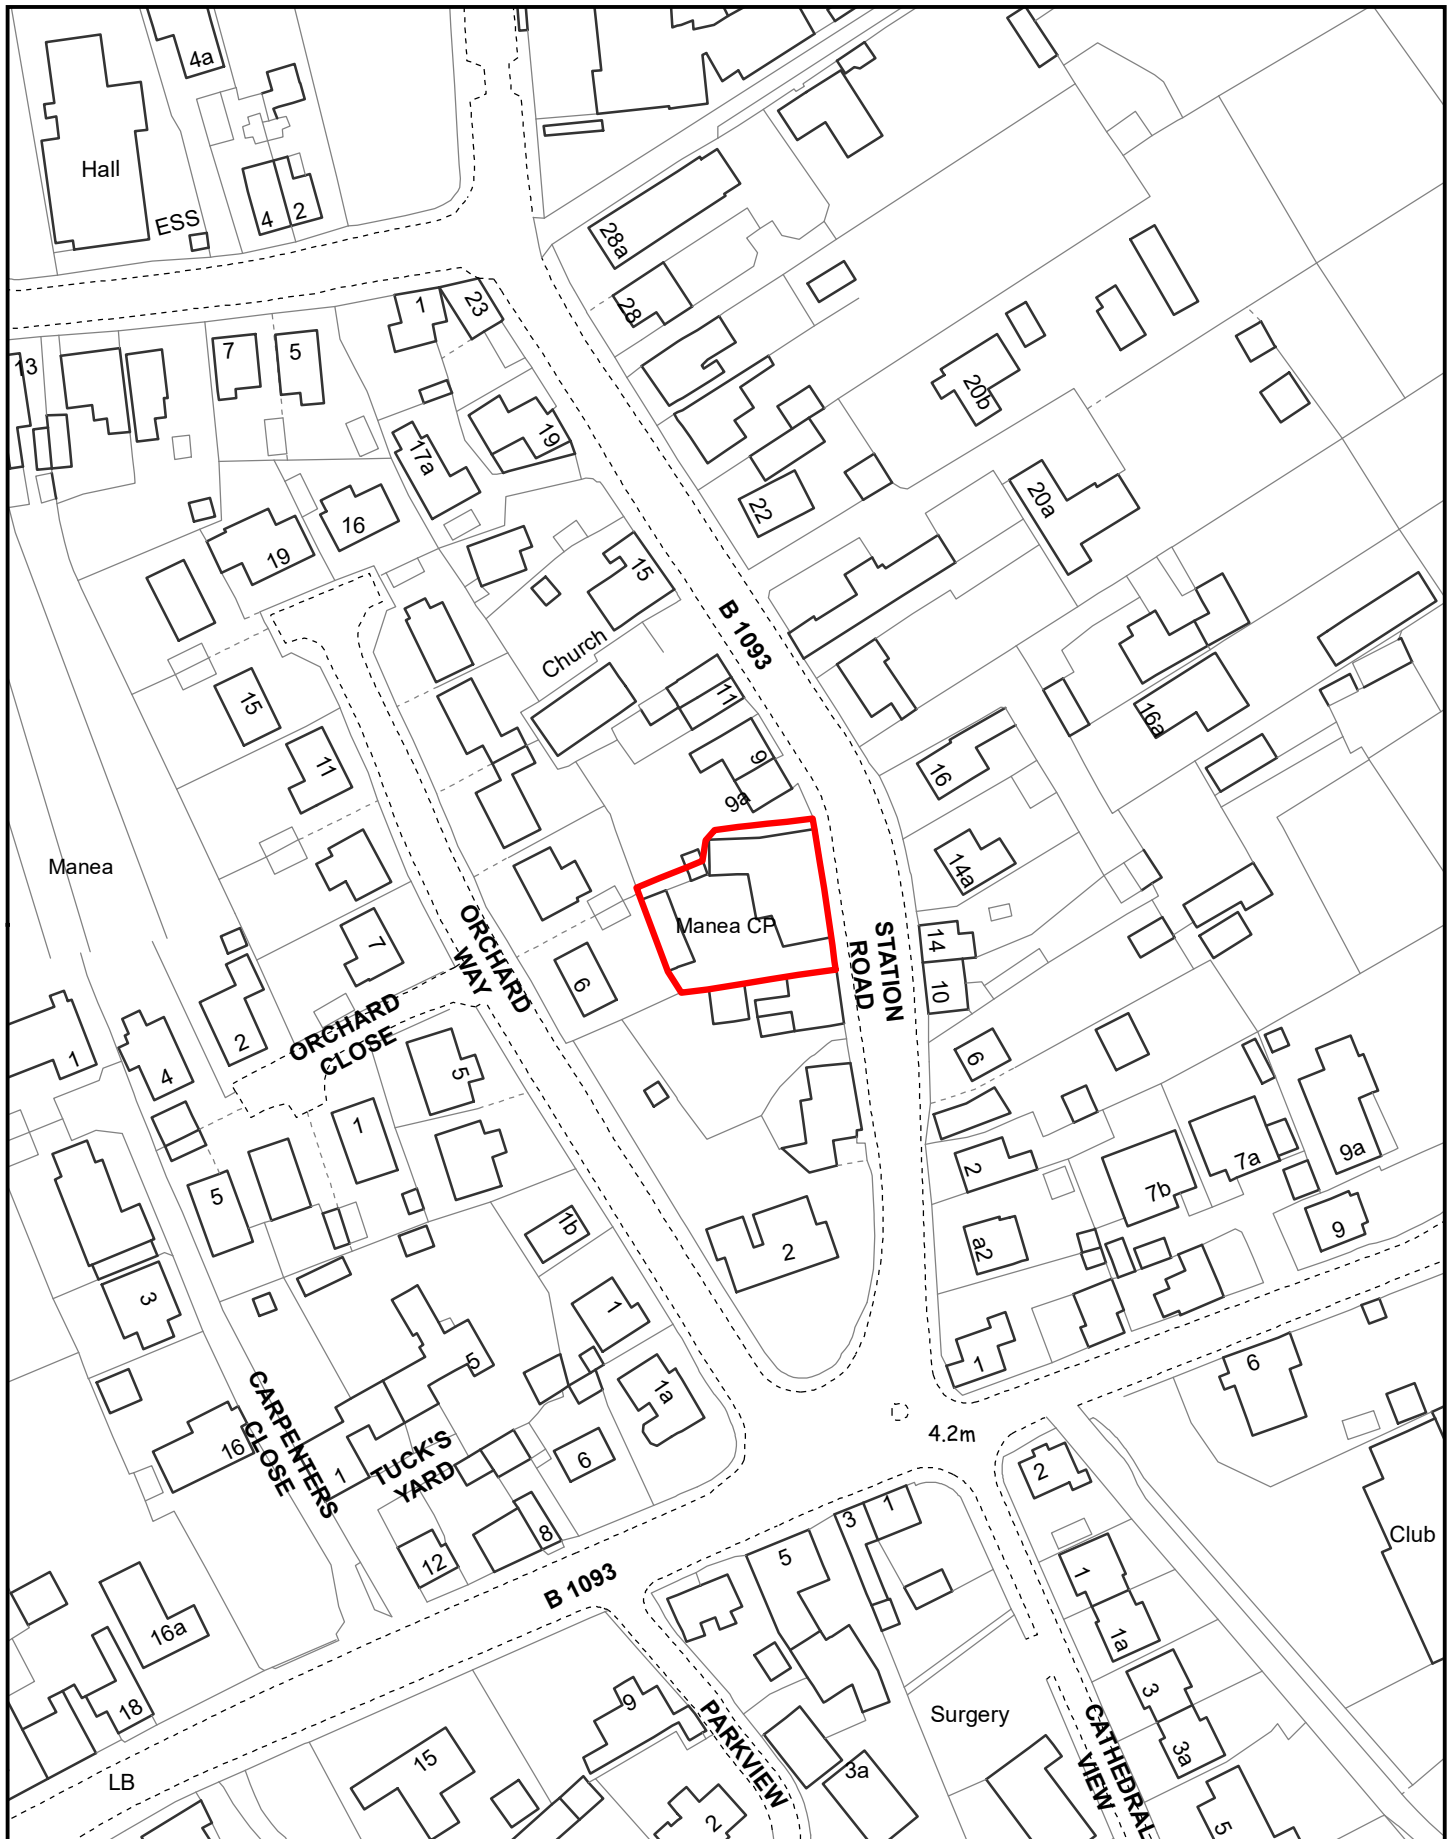 4a
Hall
ESS
4
2
28a
28
1
23
13
7
5
17a
19
20b
22
20a
16
19
15
B 1093
Church
15
11
11
9
9a
16
16a
14a
Manea
Manea CP
7
ORCHARD
WAY
6
STATION
ROAD
14
10
ORCHARD
CLOSE
2
1
4
5
6
1
5
2
7b
7a
9a
9
1b
2
a2
3
1
1
6
5
1a
CARPENTERS
CLOSE
16
1
TUCK'S
YARD
6
4.2m
2
8
12
3
1
5
Club
B 1093
1
1a
16a
18
9
PARKVIEW
Surgery
3
3a
CATHEDRAL
VIEW
LB
15
3a
2
5